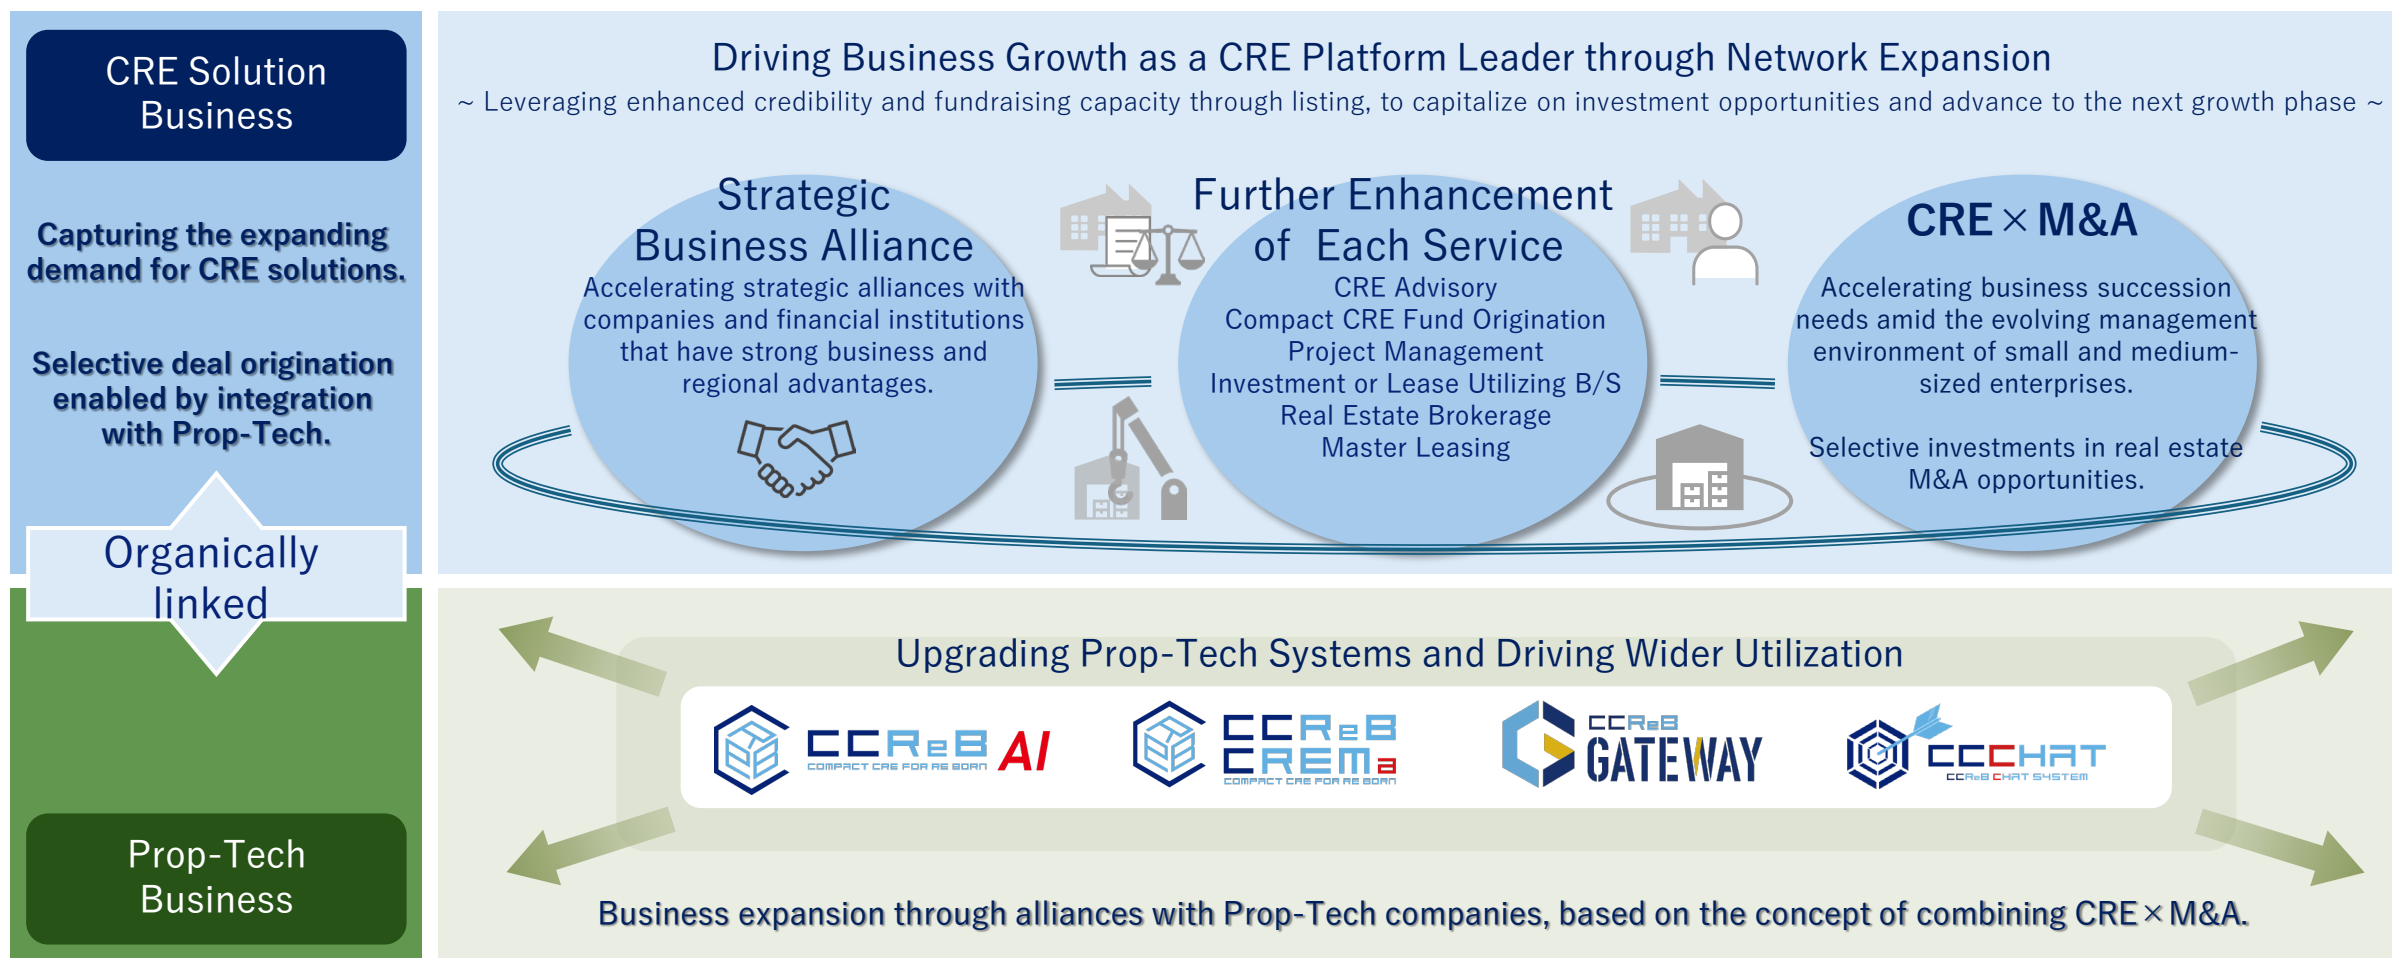 CRE Solution
Business
Capturing the expanding
demand for CRE solutions.
Selective deal origination
enabled by integration
with Prop-Tech.
Organically
linked
Prop-Tech
Business
Driving Business Growth as a CRE Platform Leader through Network Expansion
~ Leveraging enhanced credibility and fundraising capacity through listing, to capitalize on investment opportunities and advance to the next growth phase ~
Strategic
Business Alliance
Accelerating strategic alliances with
companies and financial institutions
that have strong business and
regional advantages.
Further Enhancement
of Each Service
CRE Advisory
Compact CRE Fund Origination
Project Management
Investment or Lease Utilizing B/S
Real Estate Brokerage
Master Leasing
CRE×M&A
Accelerating business succession
needs amid the evolving management
environment of small and medium-
sized enterprises.
Selective investments in real estate
M&A opportunities.
Upgrading Prop-Tech Systems and Driving Wider Utilization
CCReB AI
COMPACT CRE FOR RE BORN
CCReB
CREMa
COMPACT CRE FOR RE BORN
CCReB
GATEWAY
CCCHAT
CCReB CHAT SYSTEM
Business expansion through alliances with Prop-Tech companies, based on the concept of combining CRE×M&A.